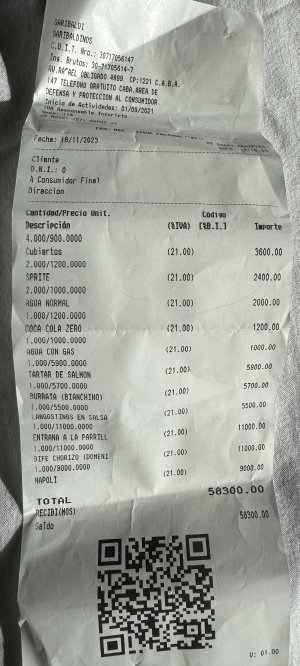 GARIBALDI
GARIBALDINOS
C.U.I.T. Nro.: 30717056147
Ing. Brutos: 30-71705614-7
AV.RAFAEL OBLIGADO 4899 CP:1221 C.A.B.A.
147 TELEFONO GRATUITO CABA.AREA DE
DEFENSA Y PROTECCION AL CONSUMIDOR
Inicio de Actividades: 01/08/2021
IVA Responsable Inscripto
Fecha: 18/11/2023
Cliente
D.N.I.: 0
A Consumidor Final
Direccion
Cantidad/Precio Unit. Codigo
Descripción (%IVA) [%B.I.] Importe
4.000/900.0000
Cubiertos (21.00) 3600.00
2.000/1200.0000
SPRITE (21.00) 2400.00
2.000/1000.0000
AGUA NORMAL (21.00) 2000.00
1.000/1200.0000
COCA COLA ZERO (21.00) 1200.00
1.000/1000.0000
AGUA CON GAS (21.00) 1000.00
1.000/5900.0000
TARTAR DE SALMON (21.00) 5900.00
1.000/5700.0000
BURRATA (BIANCHINO) (21.00) 5700.00
1.000/5500.0000
LANGOSTINOS EN SALSA (21.00) 5500.00
1.000/11000.0000
ENTRANA A LA PARRILL (21.00) 11000.00
1.000/11000.0000
BIFE CHORIZO (DOMENI (21.00) 11000.00
1.000/9000.0000
NAPOLI (21.00) 9000.00
TOTAL 58300.00
RECIBI(MOS) 58300.00
Saldo
V: 01.00